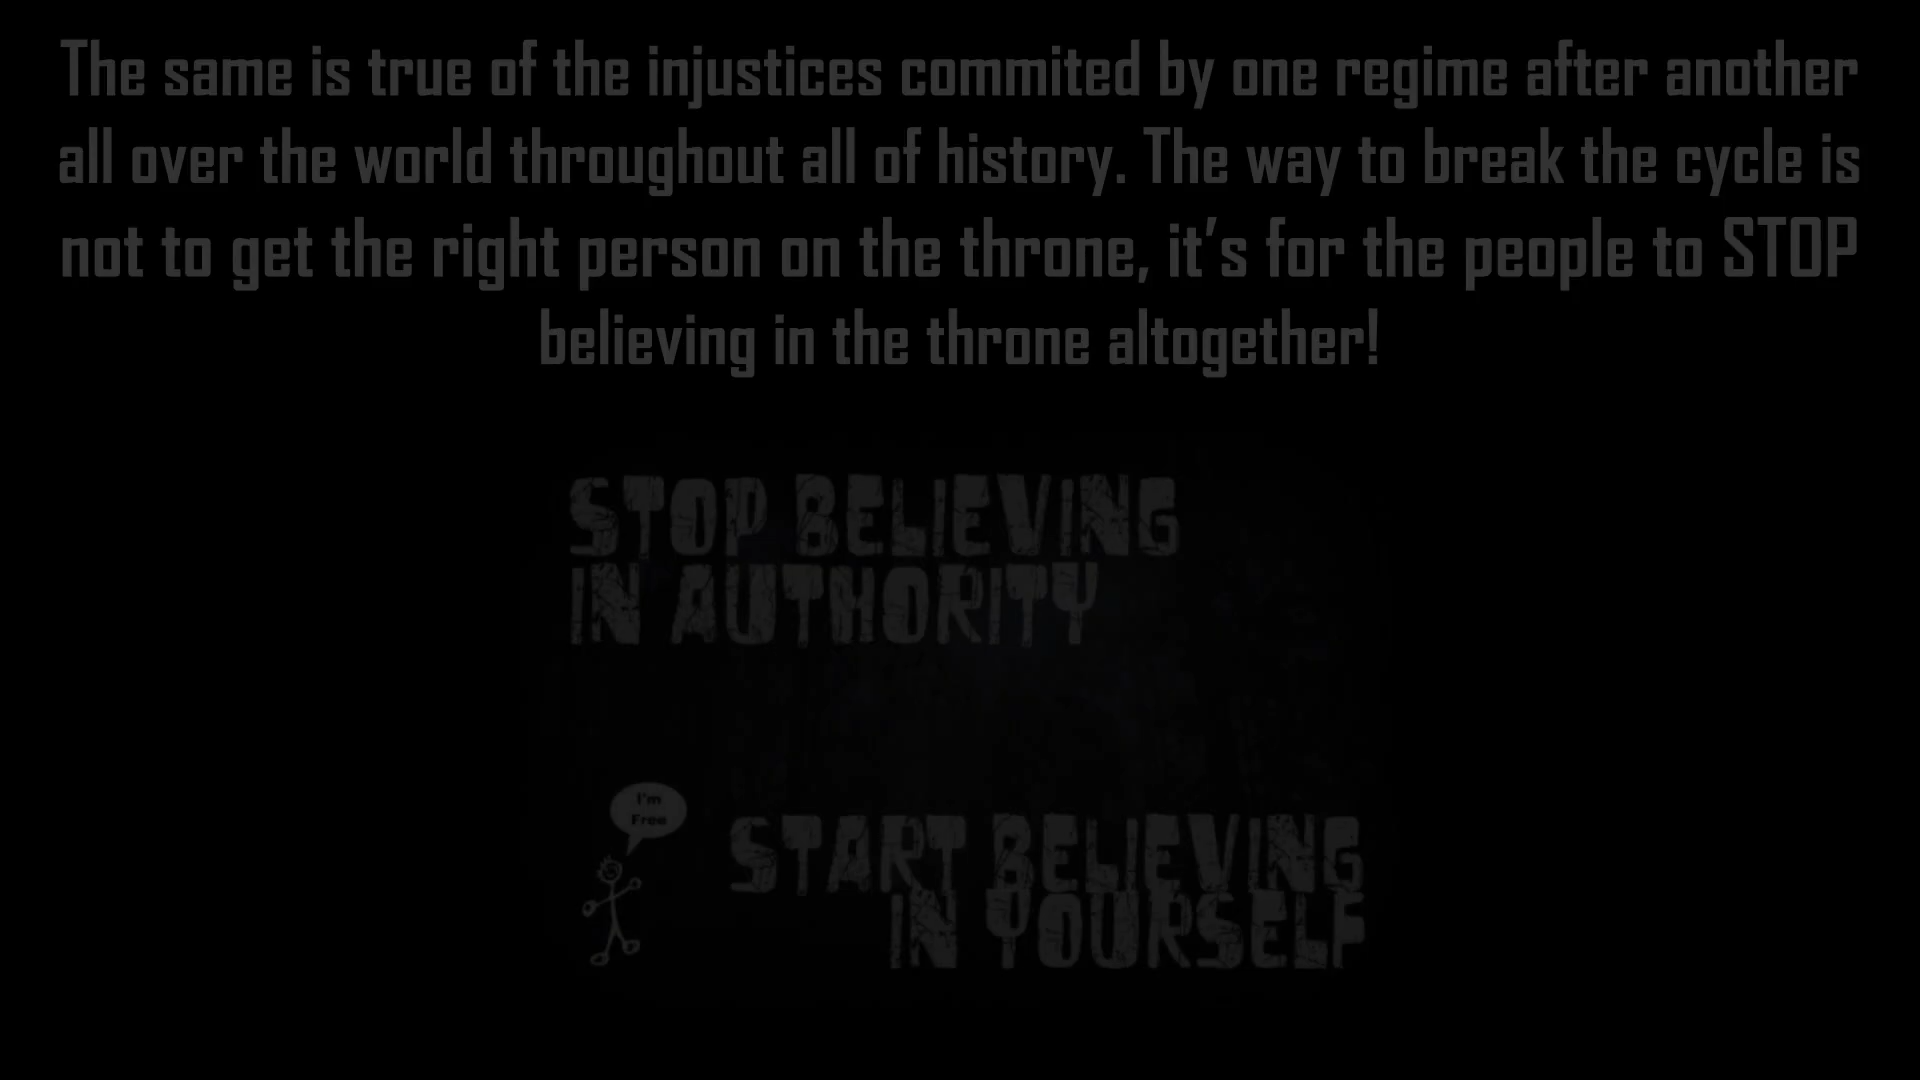 The same is true of the injustices commited by one regime after another
all over the world throughout all of history. The way to break the cycle is
not to get the right person on the throne, it’s for the people to STOP
believing in the throne altogether!
STOP BELIEVING
IN AUTHORITY
I'm
Free
START BELIEVING
IN YOURSELF